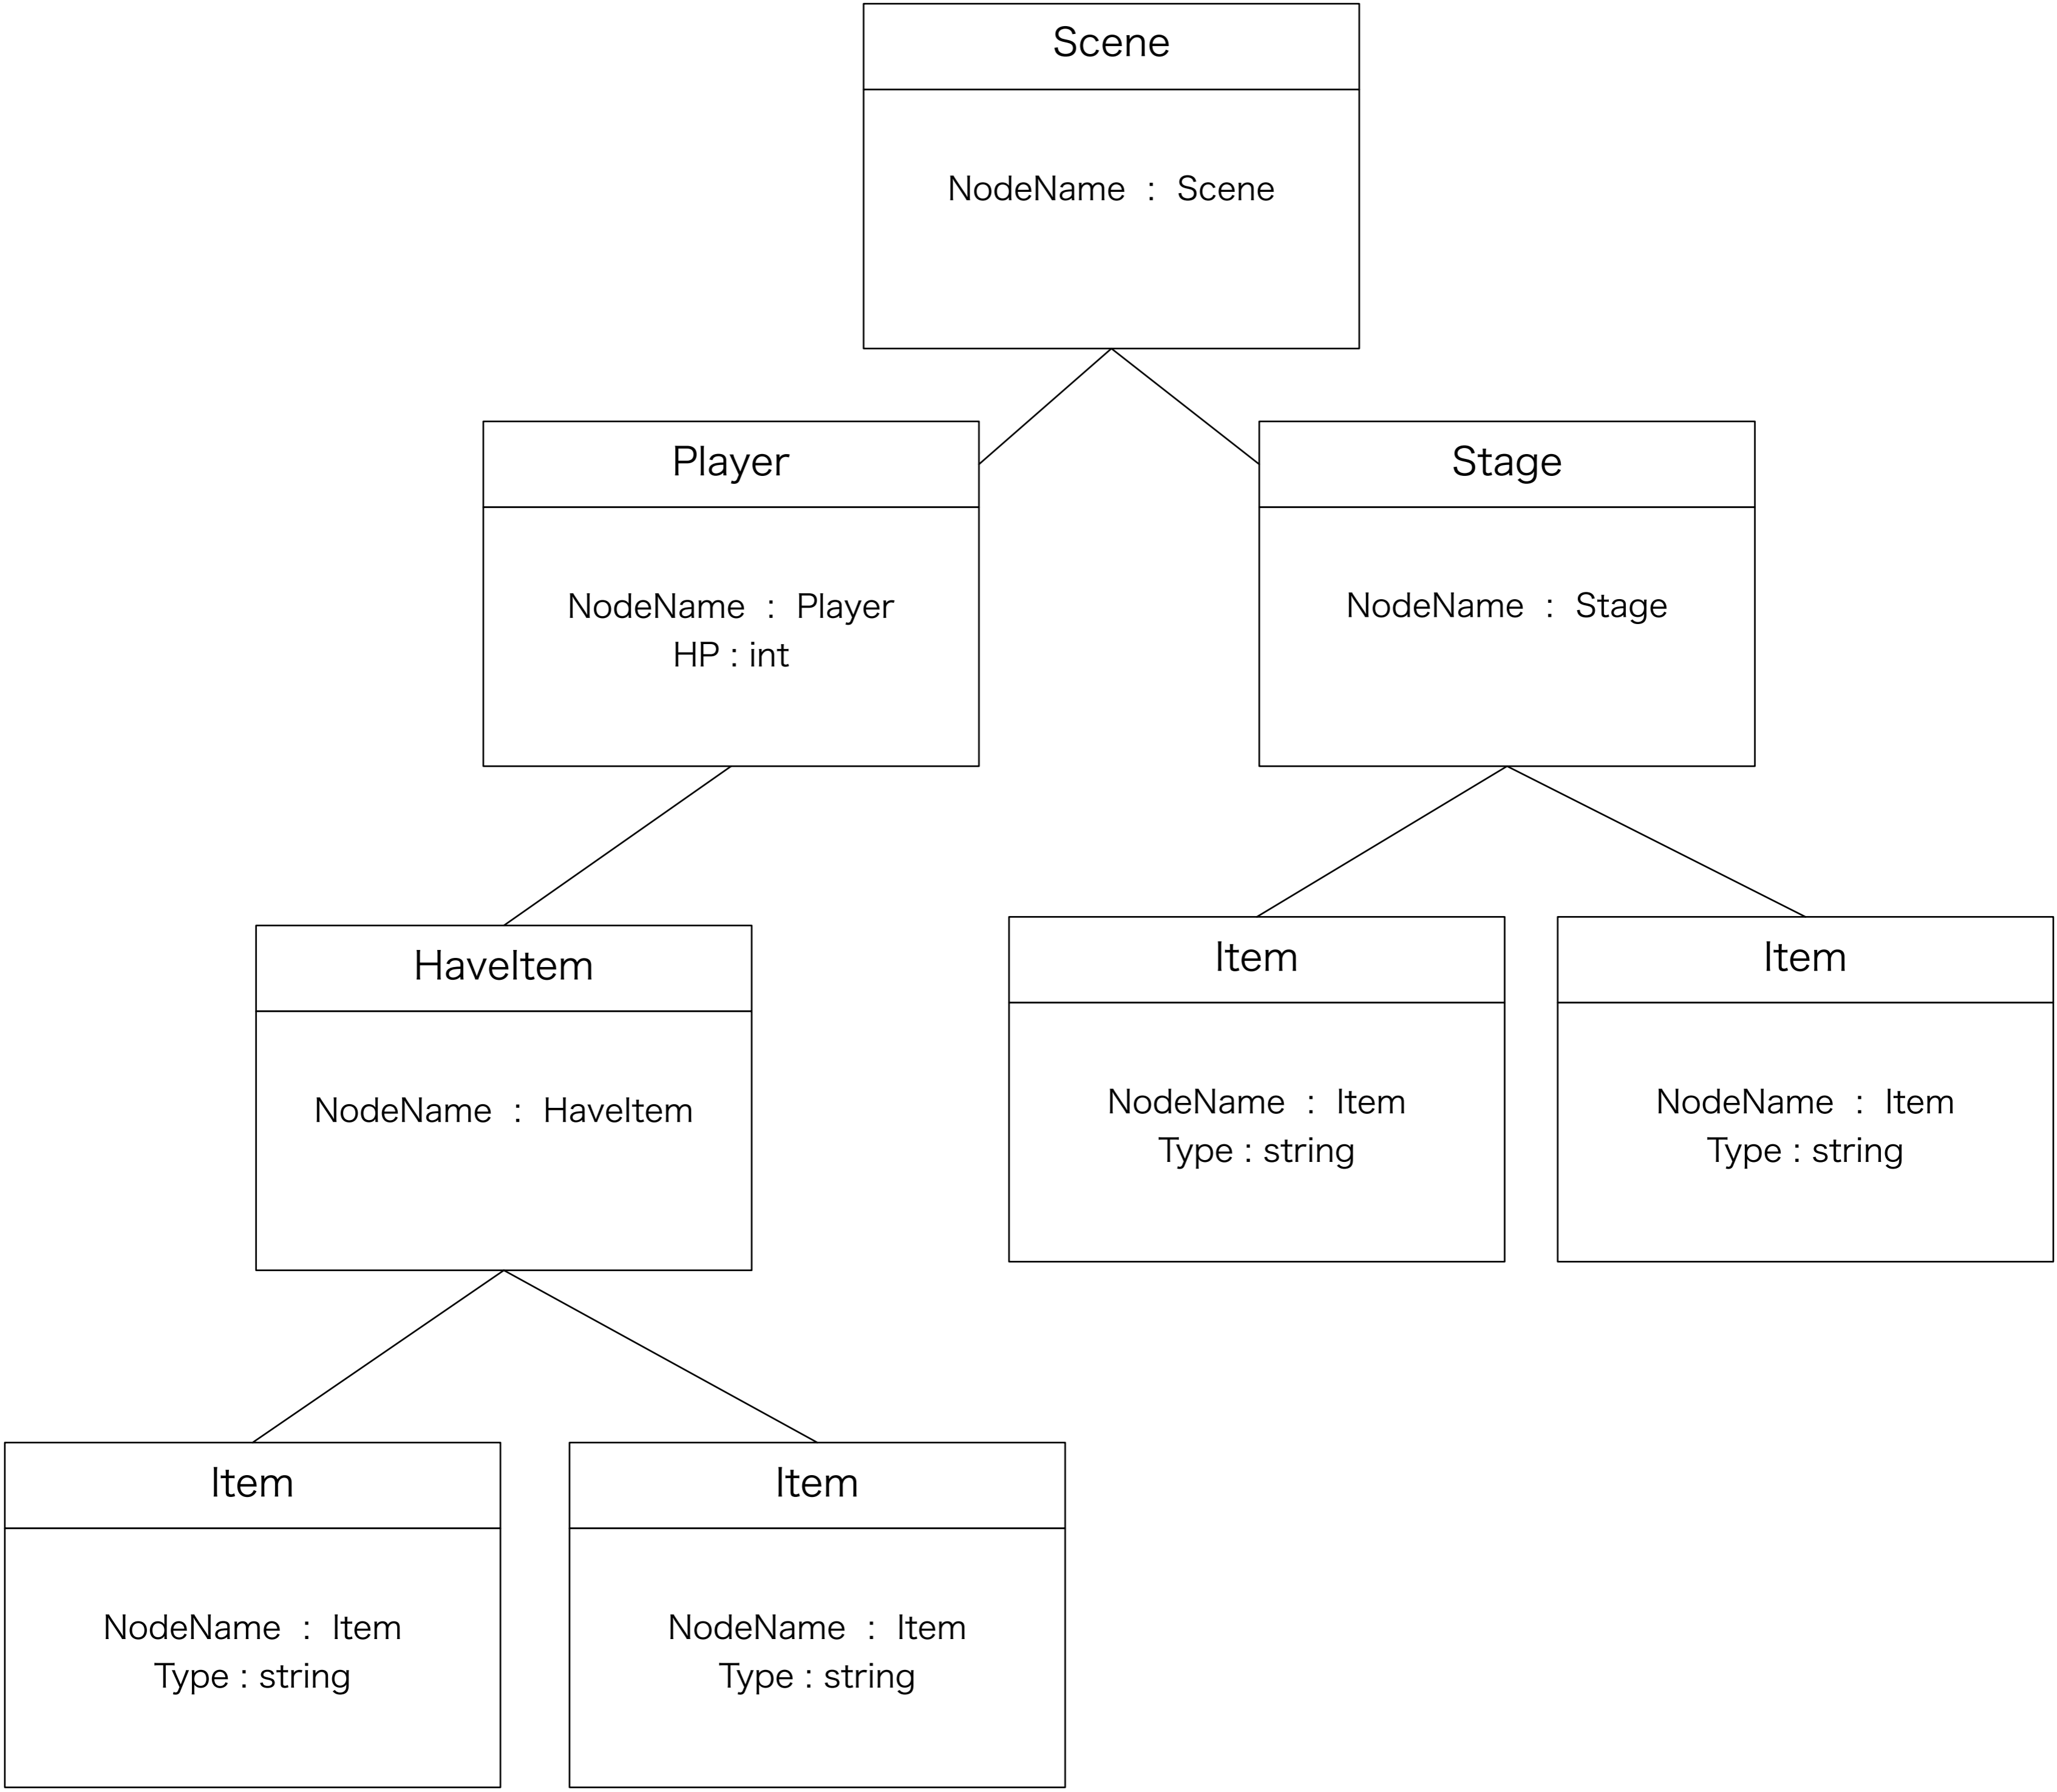 Scene
NodeName : Scene
Player
NodeName : Player
HP : int
Stage
NodeName : Stage
HaveItem
NodeName : HaveItem
Item
NodeName : Item
Type : string
Item
NodeName : Item
Type : string
Item
NodeName : Item
Type : string
Item
NodeName : Item
Type : string